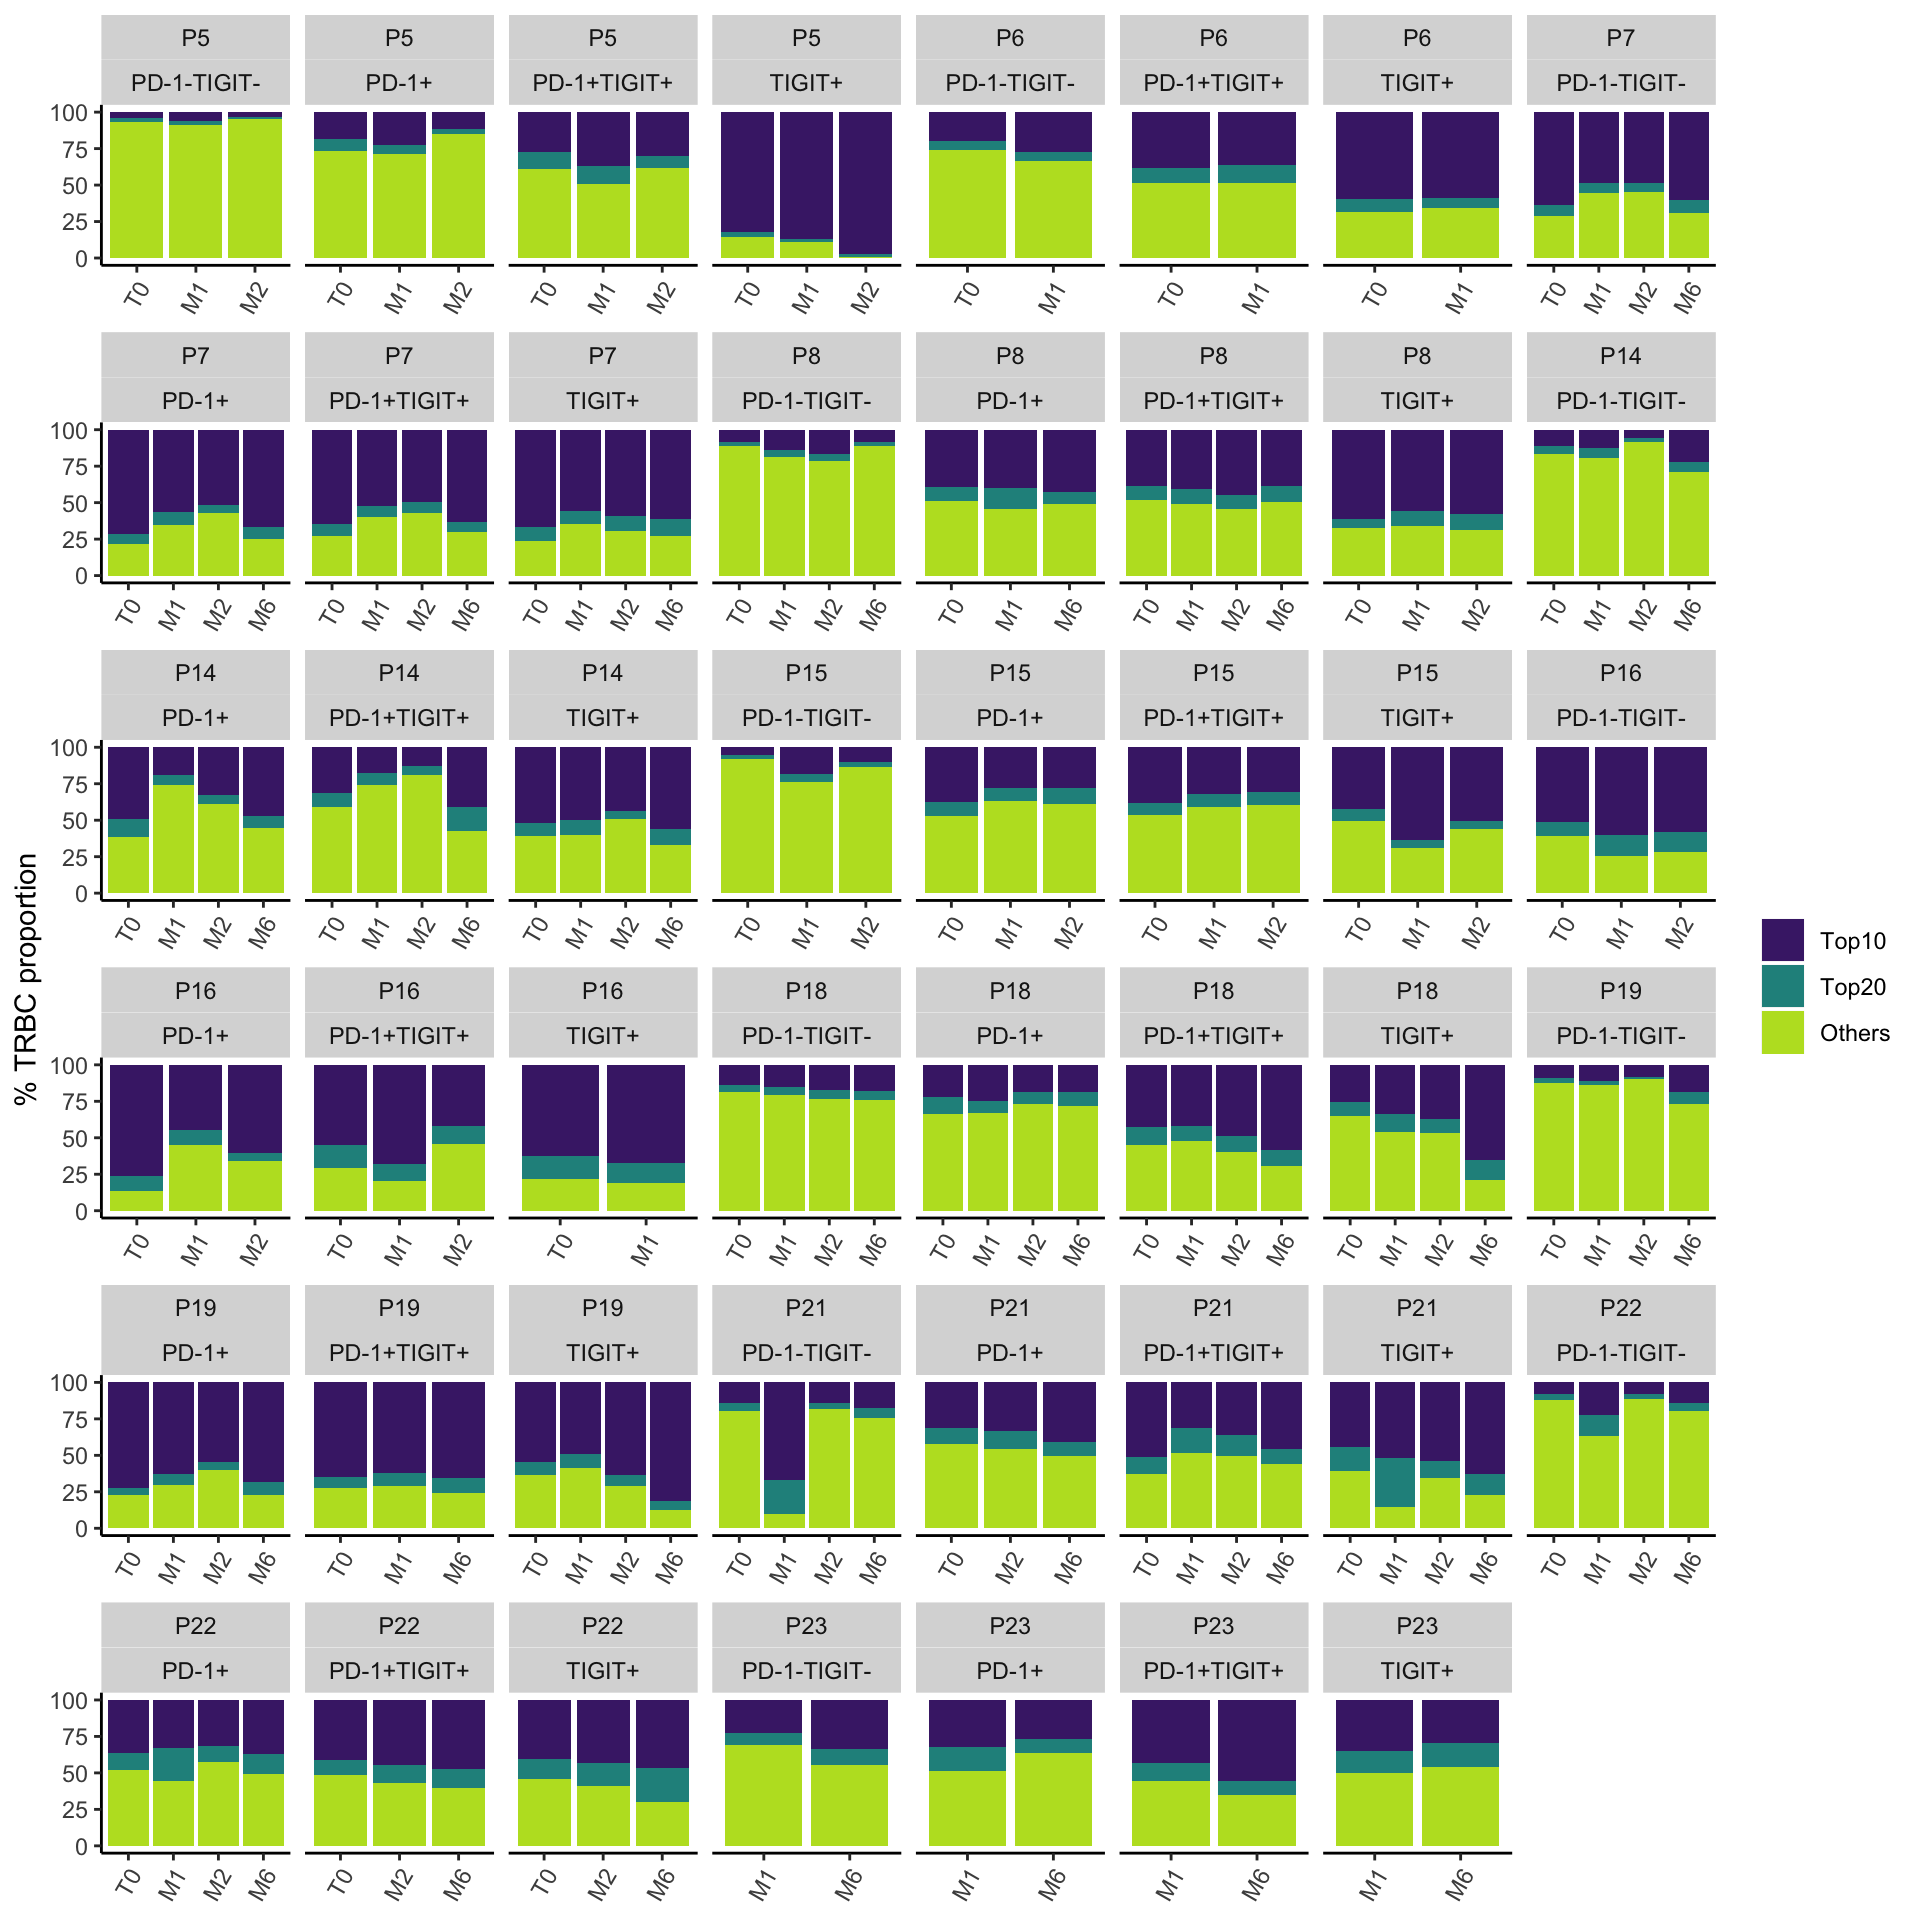 P5 P5 P5 P5 P6 P6 P6 P7
PD-1-TIGIT- PD-1+ PD-1+TIGIT+ TIGIT+ PD-1-TIGIT- PD-1+TIGIT+ TIGIT+ PD-1-TIGIT-
100
75
50
25
0
T0 M1 M2 T0 M1 M2 T0 M1 M2 T0 M1 M2 T0 M1 T0 M1 T0 M1 T0 M1 M2 M6
P7 P7 P7 P8 P8 P8 P8 P14
PD-1+ PD-1+TIGIT+ TIGIT+ PD-1-TIGIT- PD-1+ PD-1+TIGIT+ TIGIT+ PD-1-TIGIT-
100
75
50
25
0
T0 M1 M2 M6 T0 M1 M2 M6 T0 M1 M2 M6 T0 M1 M2 M6 T0 M1 M6 T0 M1 M2 M6 T0 M1 M2 T0 M1 M2 M6
P14 P14 P14 P15 P15 P15 P15 P16
PD-1+ PD-1+TIGIT+ TIGIT+ PD-1-TIGIT- PD-1+ PD-1+TIGIT+ TIGIT+ PD-1-TIGIT-
100
75
50
25
0
T0 M1 M2 M6 T0 M1 M2 M6 T0 M1 M2 M6 T0 M1 M2 T0 M1 M2 T0 M1 M2 T0 M1 M2 T0 M1 M2
P16 P16 P16 P18 P18 P18 P18 P19
PD-1+ PD-1+TIGIT+ TIGIT+ PD-1-TIGIT- PD-1+ PD-1+TIGIT+ TIGIT+ PD-1-TIGIT-
100
75
50
25
0
T0 M1 M2 T0 M1 M2 T0 M1 T0 M1 M2 M6 T0 M1 M2 M6 T0 M1 M2 M6 T0 M1 M2 M6 T0 M1 M2 M6
P19 P19 P19 P21 P21 P21 P21 P22
PD-1+ PD-1+TIGIT+ TIGIT+ PD-1-TIGIT- PD-1+ PD-1+TIGIT+ TIGIT+ PD-1-TIGIT-
100
75
50
25
0
T0 M1 M2 M6 T0 M1 M6 T0 M1 M2 M6 T0 M1 M2 M6 T0 M2 M6 T0 M1 M2 M6 T0 M1 M2 M6 T0 M1 M2 M6
P22 P22 P22 P23 P23 P23 P23
PD-1+ PD-1+TIGIT+ TIGIT+ PD-1-TIGIT- PD-1+ PD-1+TIGIT+ TIGIT+
100
75
50
25
0
T0 M1 M2 M6 T0 M2 M6 T0 M2 M6 M1 M6 M1 M6 M1 M6 M1 M6
% TRBC proportion
Top10
Top20
Others